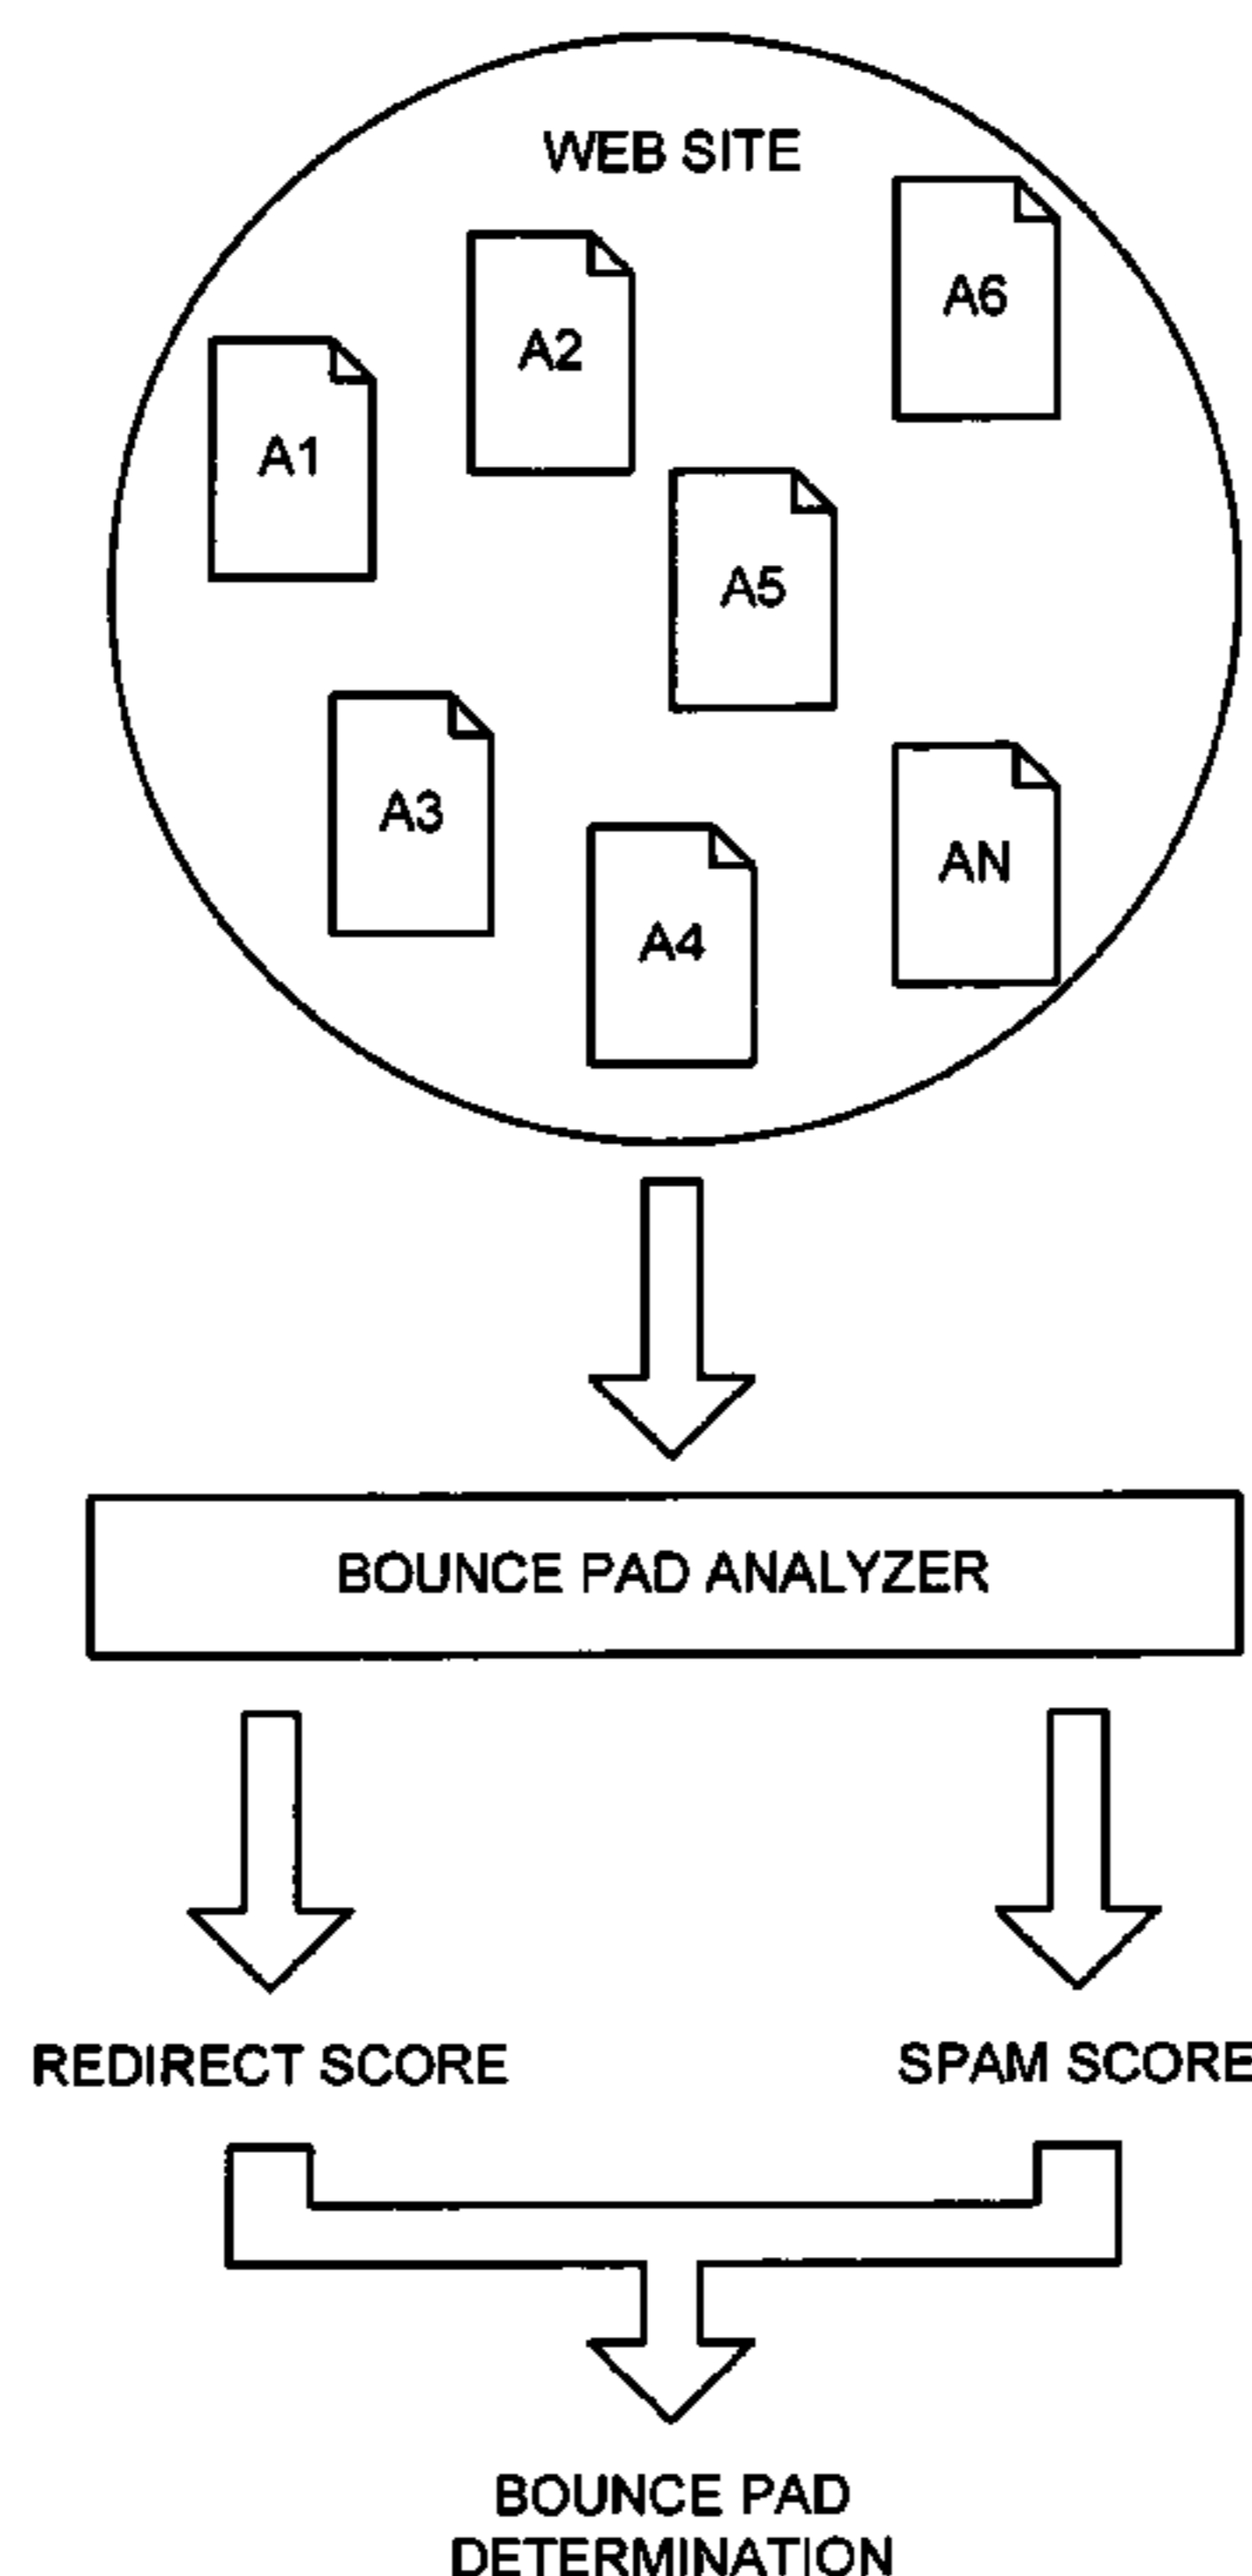 WEB SITE
A6
A2
A1
A5
A3
AN
A4
BOUNCE PAD ANALYZER
REDIRECT SCORE
SPAM SCORE
BOUNCE PAD
DETERMINATION